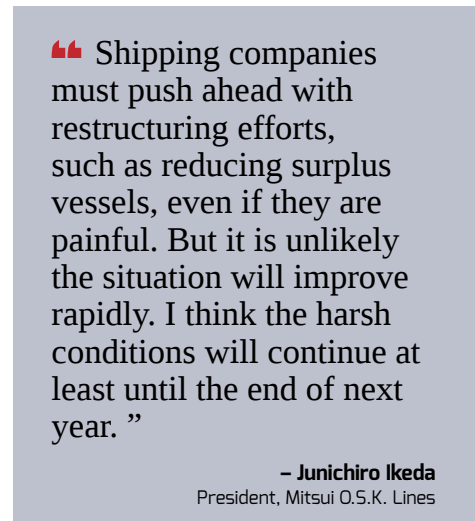 “ Shipping companies
must push ahead with
restructuring efforts,
such as reducing surplus
vessels, even if they are
painful. But it is unlikely
the situation will improve
rapidly. I think the harsh
conditions will continue at
least until the end of next
year. ”
– Junichiro Ikeda
President, Mitsui O.S.K. Lines